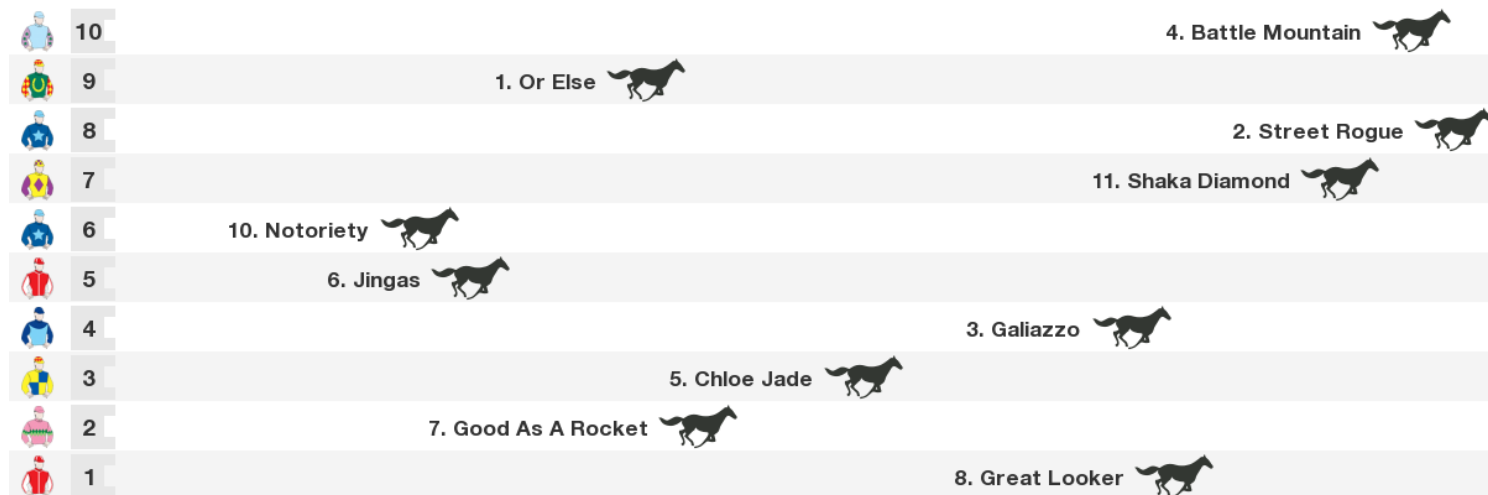 10 4. Battle Mountain
9 1. Or Else
8 2. Street Rogue
7 11. Shaka Diamond
6 10. Notoriety
5 6. Jingas
4 3. Galiazzo
3 5. Chloe Jade
2 7. Good As A Rocket
1 8. Great Looker